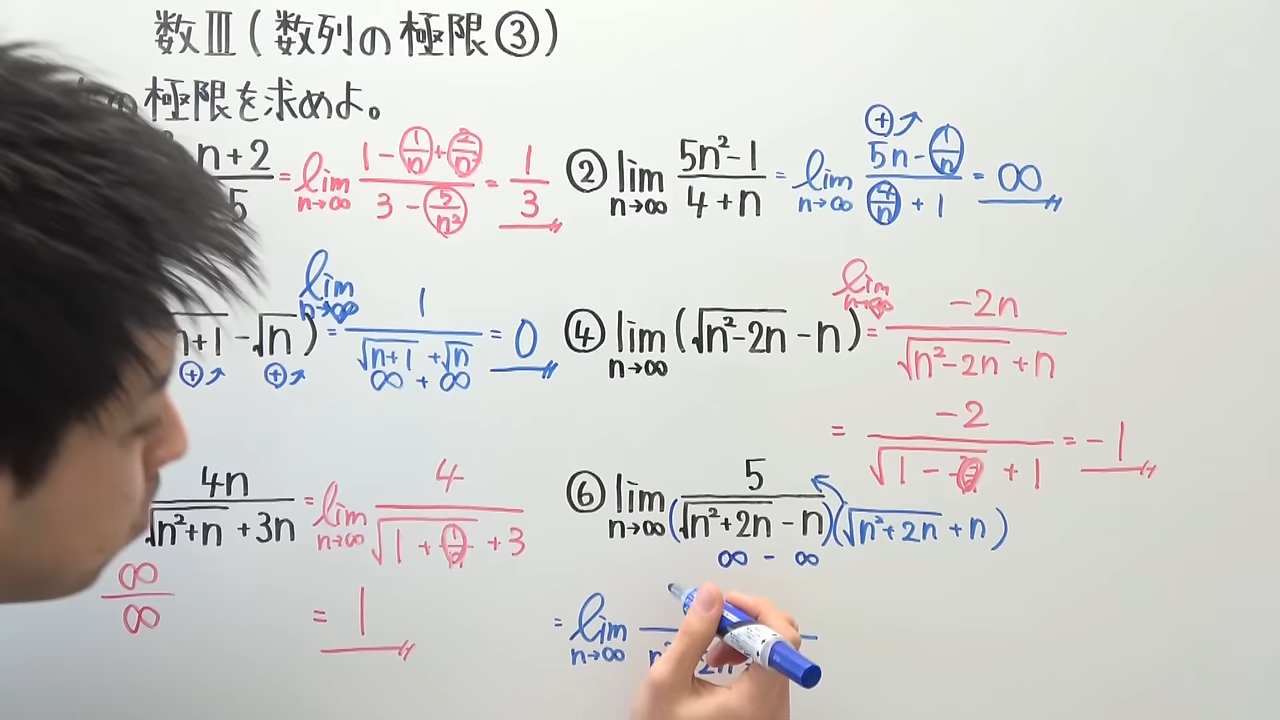 数Ⅲ(数列の極限③)
の極限を求めよ。
n+2 / 5 = lim n→∞ (1 - 1/n + 2/n²) / (3 - 5/n²) = 1/3
② lim n→∞ (5n²-1) / (4+n) = lim n→∞ (5n - 1/n) / (4/n + 1) = ∞
⊕↗
√n+1 - √n) = lim n→∞ 1 / (√n+1 + √n) = 0
⊕↗ ⊕↗ ∞ + ∞
④ lim n→∞ (√n²-2n - n) = lim n→∞ -2n / (√n²-2n + n)
= -2 / (√1 - + 1) = -1
4n / (√n²+n + 3n) = lim n→∞ 4 / (√1 + 1/n + 3)
∞/∞
= 1
⑥ lim n→∞ 5 / (√n²+2n - n)(√n²+2n + n)
∞ - ∞
= lim n→∞